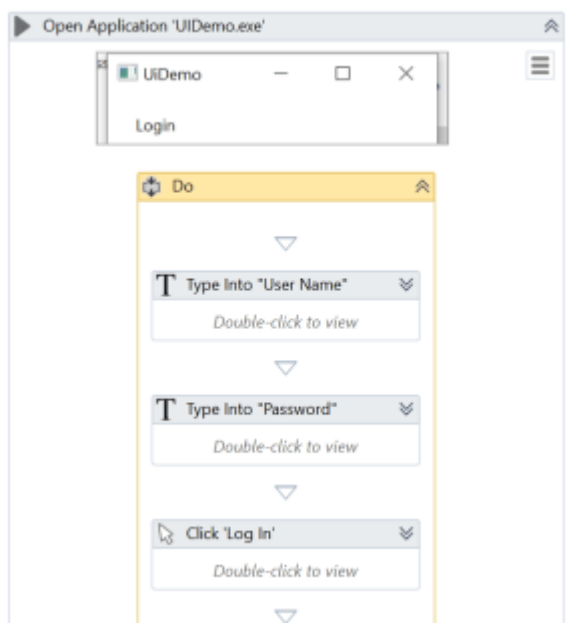 Open Application 'UIDemo.exe'
UiDemo
Login
Do
Type Into "User Name"
Double-click to view
Type Into "Password"
Double-click to view
Click 'Log In'
Double-click to view